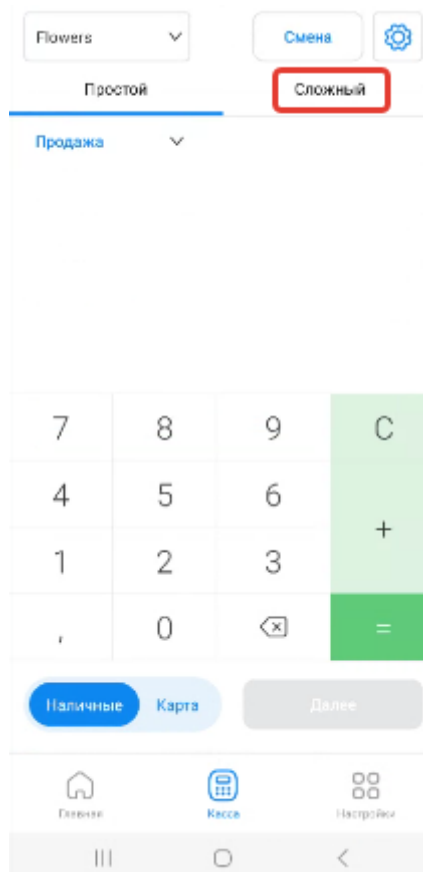 Flowers Смена
Простой Сложный
Продажа
7 8 9 C
4 5 6
+
1 2 3
, 0 =
Наличные Карта Далее
Главная Касса Настройки